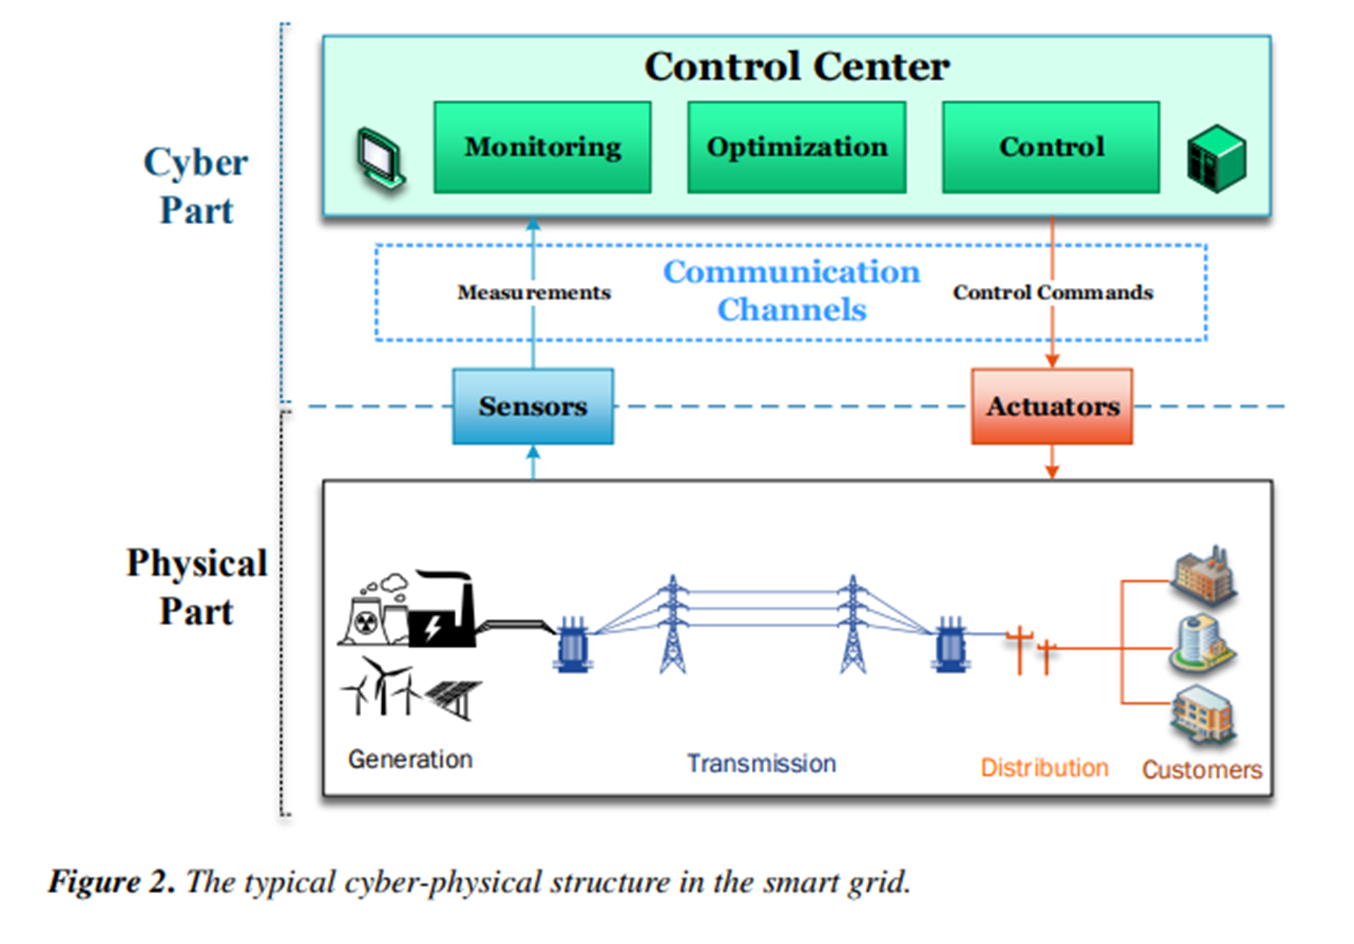 Control Center
Monitoring
Optimization
Control
Cyber
Part
Communication
Channels
Measurements
Control Commands
Sensors
Actuators
Physical
Part
Generation
Transmission
Distribution
Customers
Figure 2. The typical cyber-physical structure in the smart grid.